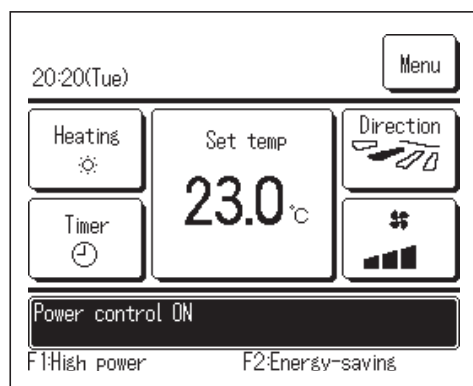 20:20(Tue)
Menu
Heating
Set temp
Direction
23.0°C
Timer
Power control ON
F1:High power
F2:Energy-saving